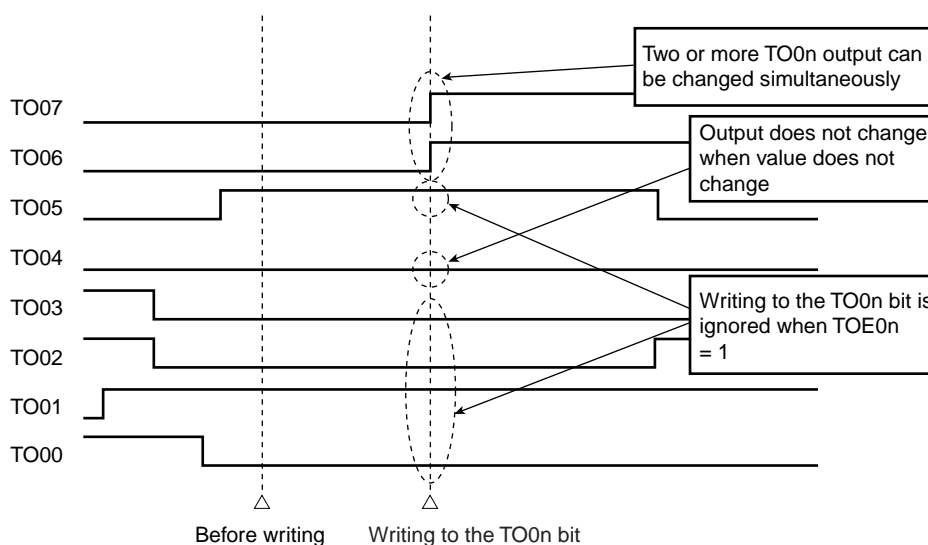 Two or more TO0n output can
be changed simultaneously
TO07
Output does not change
when value does not
change
TO06
TO05
TO04
Writing to the TO0n bit is
ignored when TOE0n
= 1
TO03
TO02
TO01
TO00
Before writing
Writing to the TO0n bit